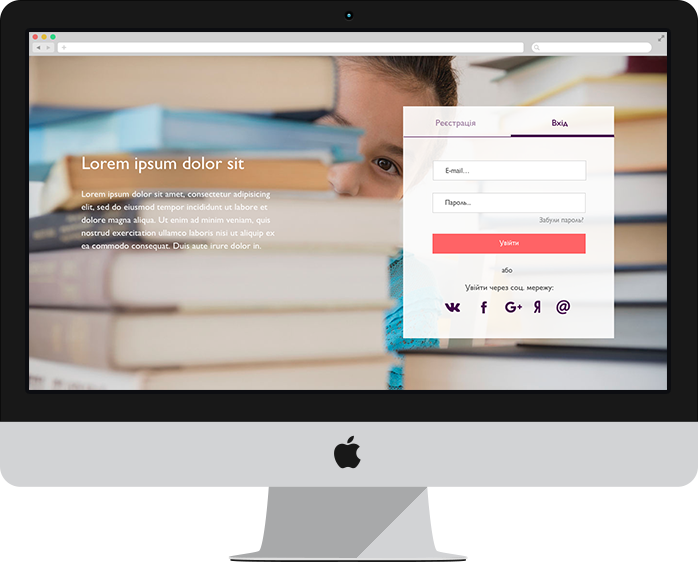 Реєстрація
Вхід
Lorem ipsum dolor sit
Lorem ipsum dolor sit amet, consectetur adipisicing
elit, sed do eiusmod tempor incididunt ut labore et
dolore magna aliqua. Ut enim ad minim veniam, quis
nostrud exercitation ullamco laboris nisi ut aliquip ex
ea commodo consequat. Duis aute irure dolor in.
E-mail...
Пароль...
Забули пароль?
Увійти
або
Увійти через соц. мережу:
f G+ Я @